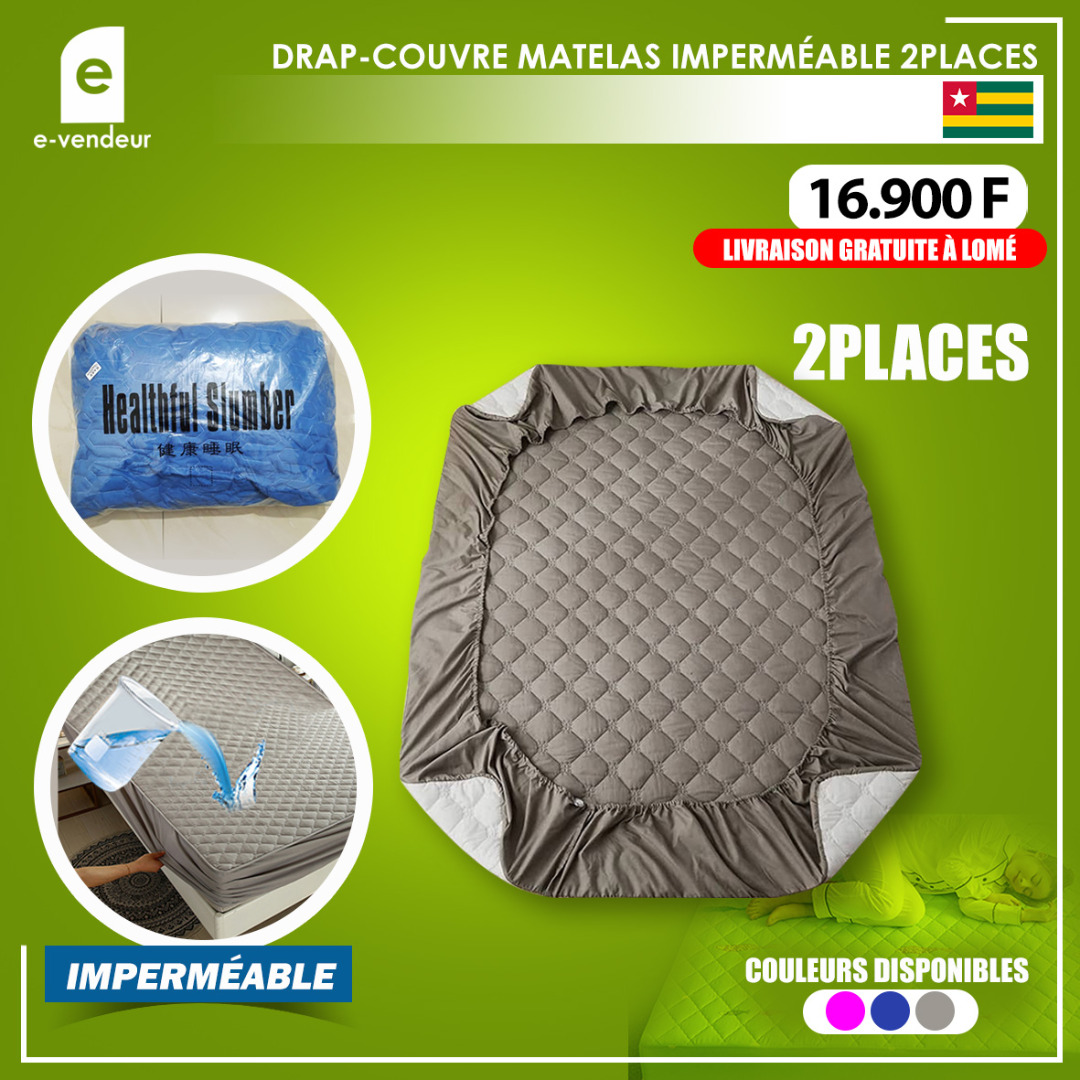 e
e-vendeur
DRAP-COUVRE MATELAS IMPERMÉABLE 2PLACES
16.900 F
LIVRAISON GRATUITE À LOMÉ
2PLACES
Healthful Slumber
健康睡眠
IMPERMÉABLE
COULEURS DISPONIBLES